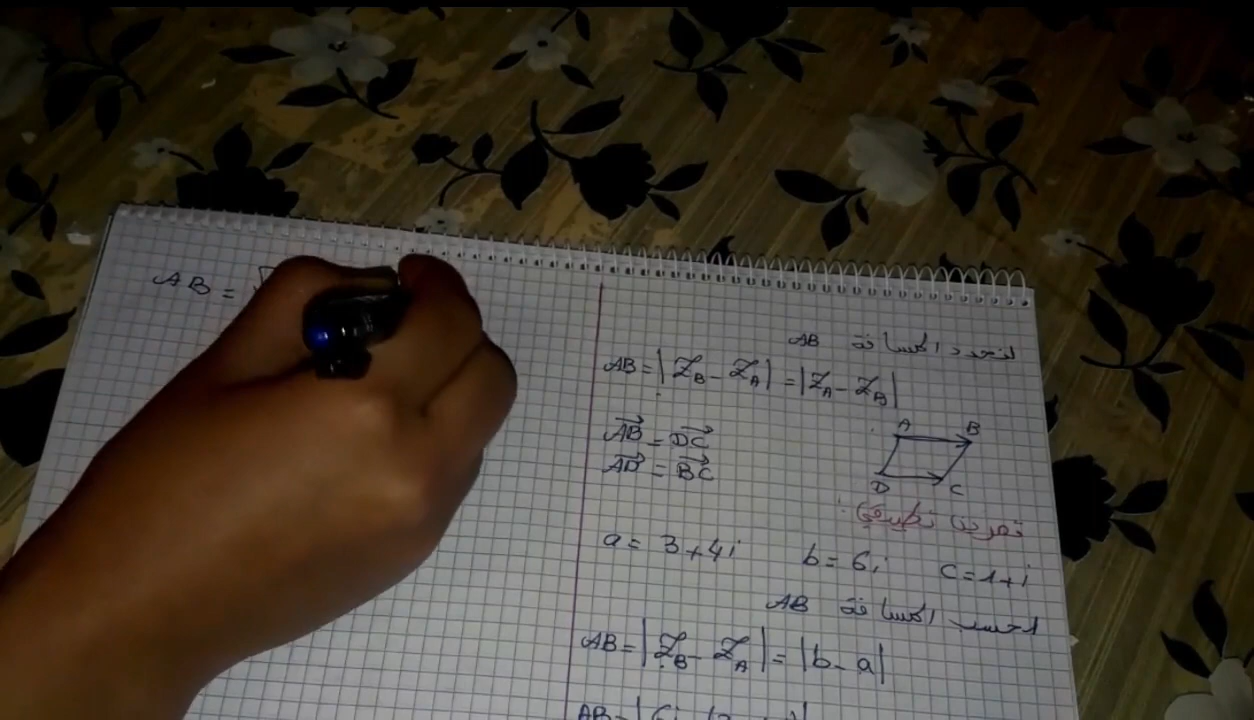 لنحدد المسافة AB
AB = |Z_B - Z_A| = |Z_A - Z_B|
A B
AB = DC
AD = BC
D C
تمرين تطبيقي :
a = 3+4i b = 6i c = 1+i
لنحسب المسافة AB
AB = |Z_B - Z_A| = |b - a|
AB = √